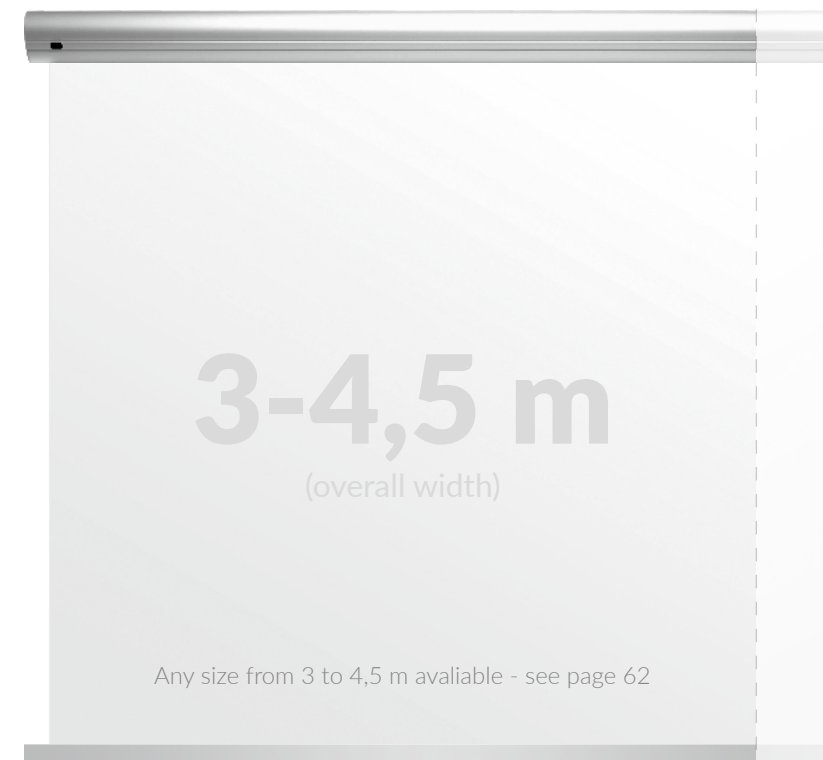 3-4,5 m
(overall width)
Any size from 3 to 4,5 m avaliable - see page 62